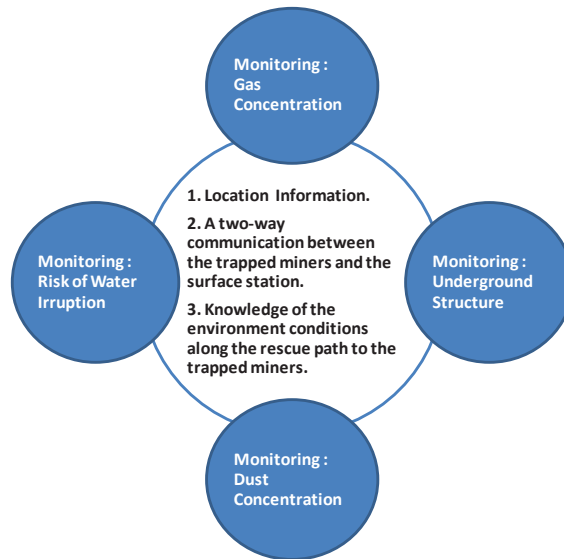 Monitoring :
Gas
Concentration
1. Location Information.
2. A two-way
communication between
the trapped miners and the
surface station.
3. Knowledge of the
environment conditions
along the rescue path to the
trapped miners.
Monitoring :
Risk of Water
Irruption
Monitoring :
Underground
Structure
Monitoring :
Dust
Concentration